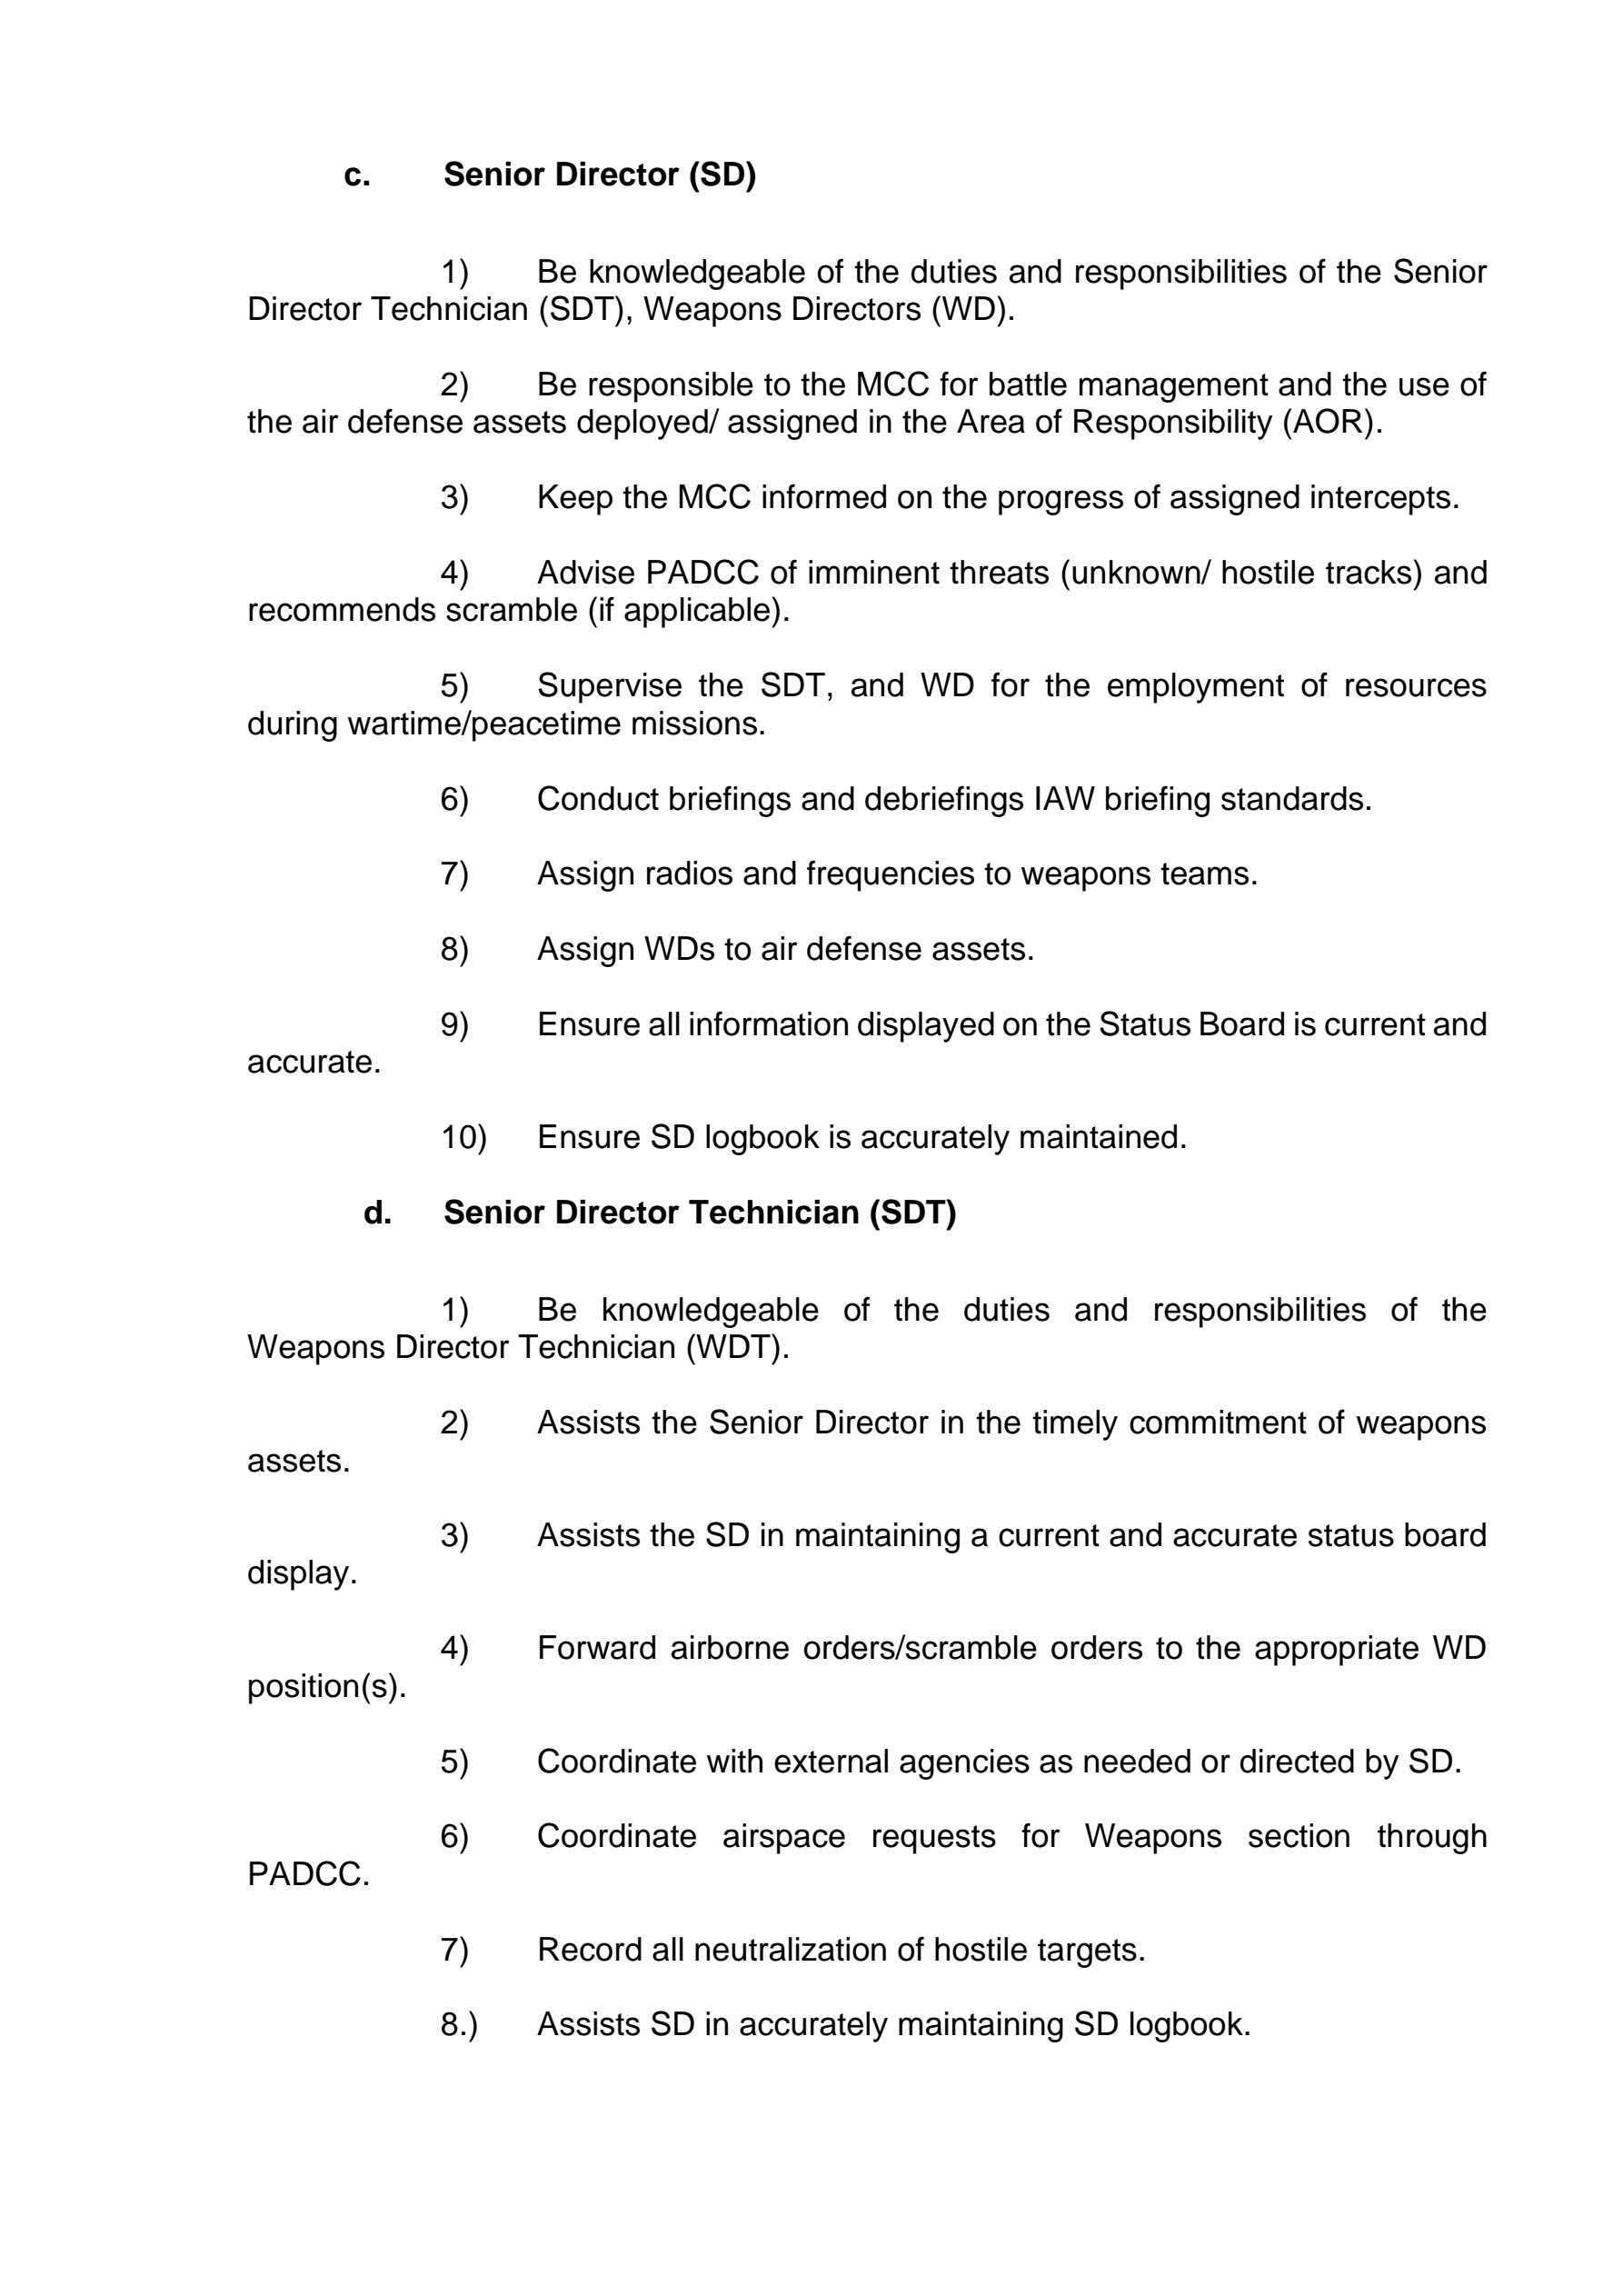 c. Senior Director (SD)
1) Be knowledgeable of the duties and responsibilities of the Senior
Director Technician (SDT), Weapons Directors (WD).
2) Be responsible to the MCC for battle management and the use of
the air defense assets deployed/ assigned in the Area of Responsibility (AOR).
3) Keep the MCC informed on the progress of assigned intercepts.
4) Advise PADCC of imminent threats (unknown/ hostile tracks) and
recommends scramble (if applicable).
5) Supervise the SDT, and WD for the employment of resources
during wartime/peacetime missions.
6) Conduct briefings and debriefings IAW briefing standards.
7) Assign radios and frequencies to weapons teams.
8) Assign WDs to air defense assets.
9) Ensure all information displayed on the Status Board is current and
accurate.
10) Ensure SD logbook is accurately maintained.
d. Senior Director Technician (SDT)
1) Be knowledgeable of the duties and responsibilities of the
Weapons Director Technician (WDT).
2) Assists the Senior Director in the timely commitment of weapons
assets.
3) Assists the SD in maintaining a current and accurate status board
display.
4) Forward airborne orders/scramble orders to the appropriate WD
position(s).
5) Coordinate with external agencies as needed or directed by SD.
6) Coordinate airspace requests for Weapons section through
PADCC.
7) Record all neutralization of hostile targets.
8.) Assists SD in accurately maintaining SD logbook.